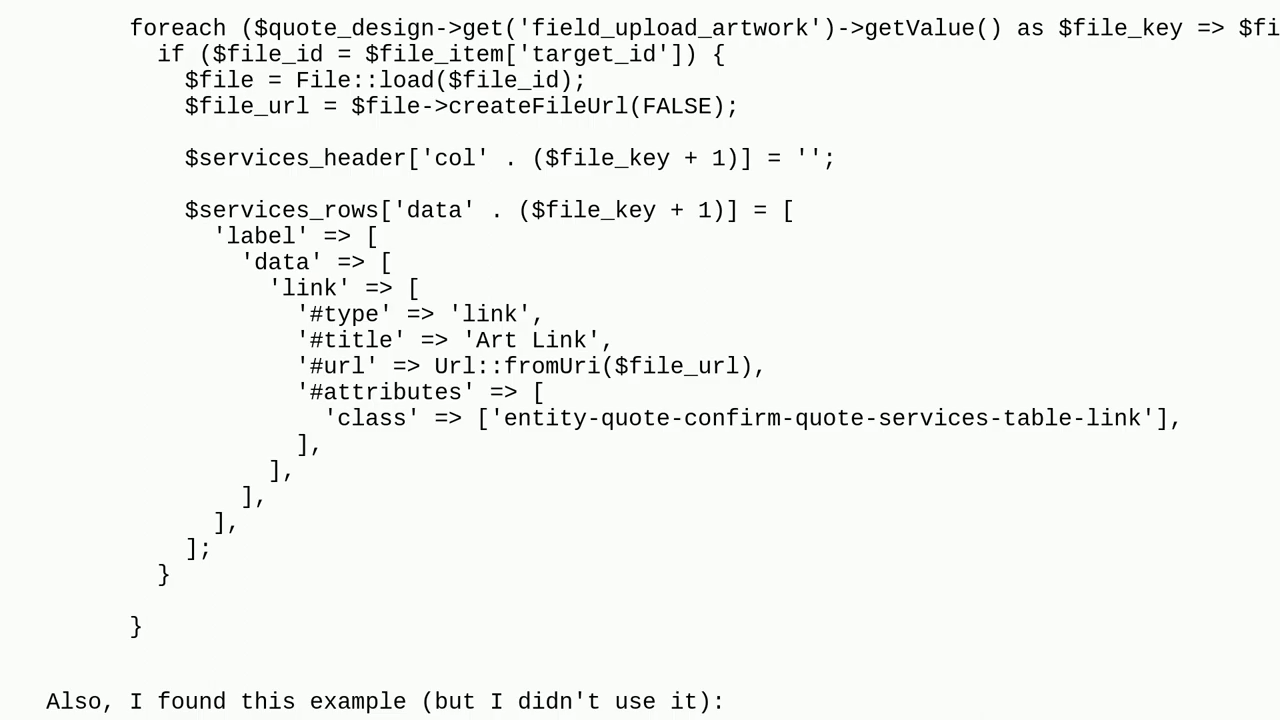 foreach ($quote_design->get('field_upload_artwork')->getValue() as $file_key => $fi
if ($file_id = $file_item['target_id']) {
$file = File::load($file_id);
$file_url = $file->createFileUrl(FALSE);
$services_header['col' . ($file_key + 1)] = '';
$services_rows['data' . ($file_key + 1)] = [
'label' => [
'data' => [
'link' => [
'#type' => 'link',
'#title' => 'Art Link',
'#url' => Url::fromUri($file_url),
'#attributes' => [
'class' => ['entity-quote-confirm-quote-services-table-link'],
],
],
],
],
];
}
}
Also, I found this example (but I didn't use it):